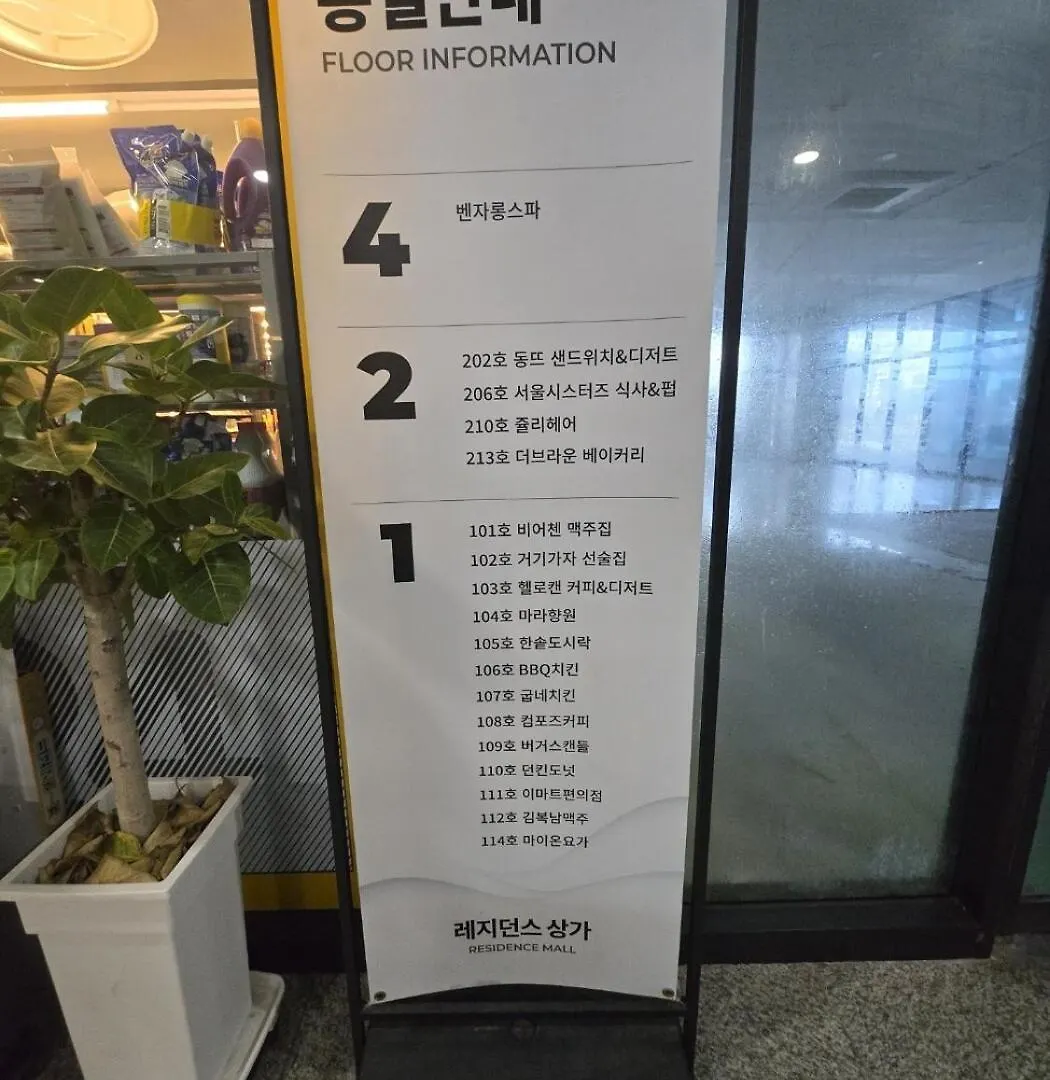 층별안내
FLOOR INFORMATION
4
벤자롱스파
2
202호 동뜨 샌드위치&디저트
206호 서울시스터즈 식사&펍
210호 쥴리헤어
213호 더브라운 베이커리
1
101호 비어첸 맥주집
102호 거기가자 선술집
103호 헬로캔 커피&디저트
104호 마라향원
105호 한솥도시락
106호 BBQ치킨
107호 굽네치킨
108호 컴포즈커피
109호 버거스캔들
110호 던킨도넛
111호 이마트편의점
112호 김복남맥주
114호 마이온요가
레지던스 상가
RESIDENCE MALL